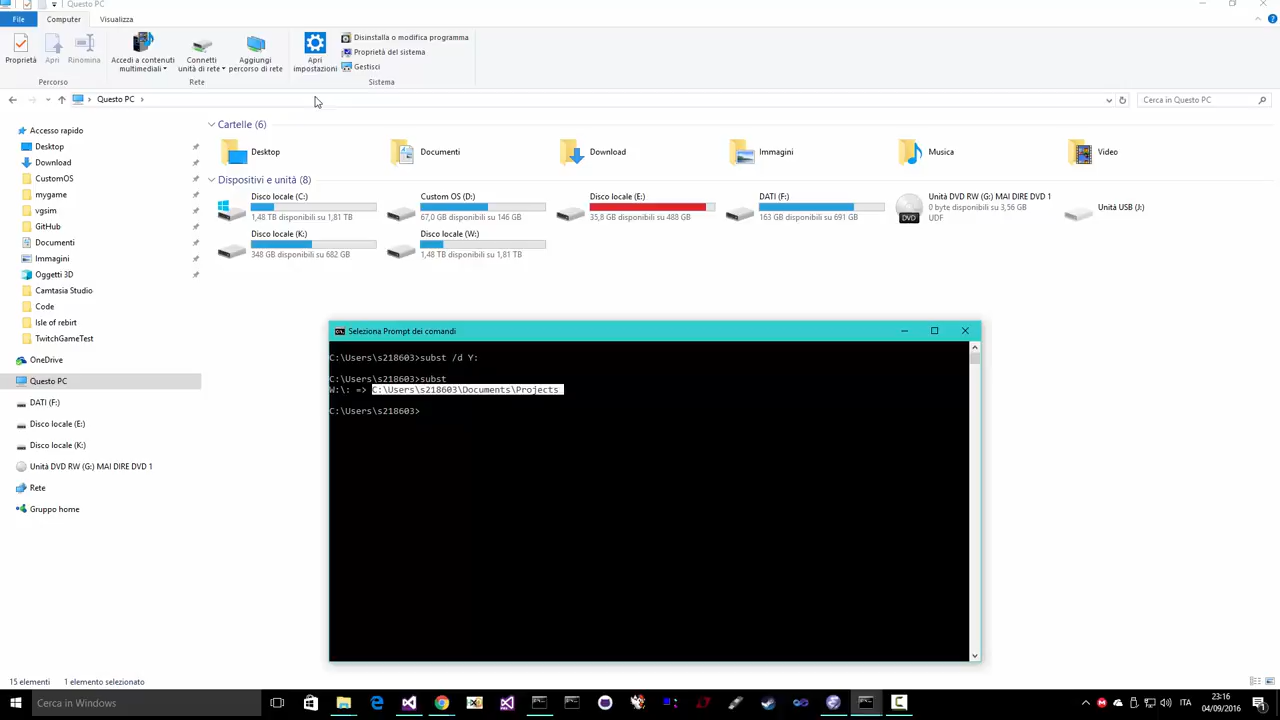 Questo PC
File
Computer
Visualizza
Proprietà
Apri
Rinomina
Accedi a contenuti multimediali
Connetti unità di rete
Aggiungi percorso di rete
Apri impostazioni
Disinstalla o modifica programma
Proprietà del sistema
Gestisci
Percorso
Rete
Sistema
Questo PC
Cerca in Questo PC
Accesso rapido
Desktop
Download
CustomOS
mygame
vgsim
GitHub
Documenti
Immagini
Oggetti 3D
Camtasia Studio
Code
Isle of rebirt
TwitchGameTest
OneDrive
Questo PC
DATI (F:)
Disco locale (E:)
Disco locale (K:)
Unità DVD RW (G:) MAI DIRE DVD 1
Rete
Gruppo home
Cartelle (6)
Desktop
Documenti
Download
Immagini
Musica
Video
Dispositivi e unità (8)
Disco locale (C:)
1,48 TB disponibili su 1,81 TB
Custom OS (D:)
67,0 GB disponibili su 146 GB
Disco locale (E:)
35,8 GB disponibili su 488 GB
DATI (F:)
163 GB disponibili su 691 GB
DVD
Unità DVD RW (G:) MAI DIRE DVD 1
0 byte disponibili su 3,56 GB
UDF
Unità USB (J:)
Disco locale (K:)
348 GB disponibili su 682 GB
Disco locale (W:)
1,48 TB disponibili su 1,81 TB
Seleziona Prompt dei comandi
C:\Users\s218603>subst /d Y:
C:\Users\s218603>subst
W:\: => C:\Users\s218603\Documents\Projects
C:\Users\s218603>
15 elementi
1 elemento selezionato
Cerca in Windows
ITA
23:16
04/09/2016